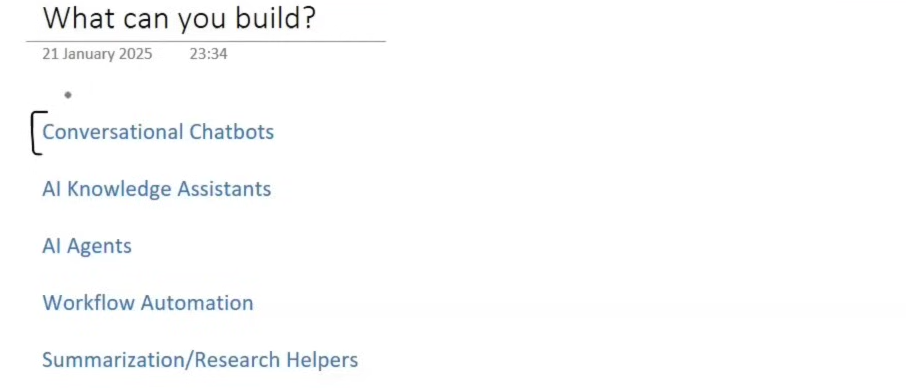 What can you build?
21 January 2025 23:34
Conversational Chatbots
AI Knowledge Assistants
AI Agents
Workflow Automation
Summarization/Research Helpers